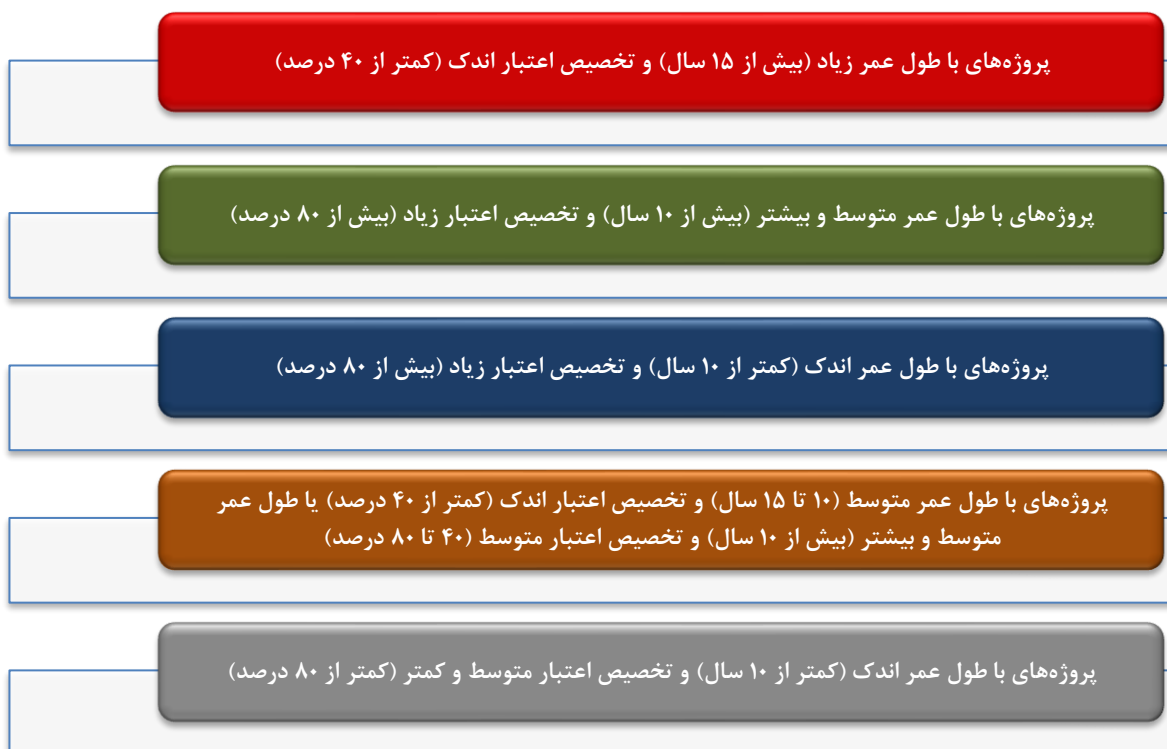 پروژه‌های با طول عمر زیاد (بیش از ۱۵ سال) و تخصیص اعتبار اندک (کمتر از ۴۰ درصد)
پروژه‌های با طول عمر متوسط و بیشتر (بیش از ۱۰ سال) و تخصیص اعتبار زیاد (بیش از ۸۰ درصد)
پروژه‌های با طول عمر اندک (کمتر از ۱۰ سال) و تخصیص اعتبار زیاد (بیش از ۸۰ درصد)
پروژه‌های با طول عمر متوسط (۱۰ تا ۱۵ سال) و تخصیص اعتبار اندک (کمتر از ۴۰ درصد) یا طول عمر
متوسط و بیشتر (بیش از ۱۰ سال) و تخصیص اعتبار متوسط (۴۰ تا ۸۰ درصد)
پروژه‌های با طول عمر اندک (کمتر از ۱۰ سال) و تخصیص اعتبار متوسط و کمتر (کمتر از ۸۰ درصد)